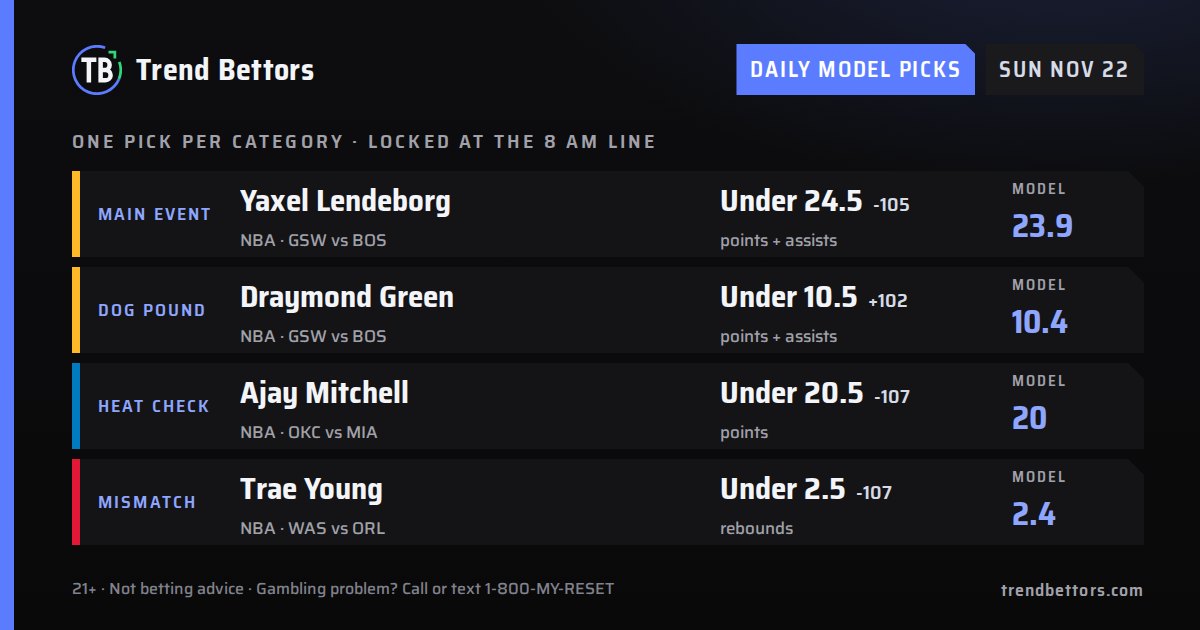 TB Trend Bettors
DAILY MODEL PICKS
SUN NOV 22
ONE PICK PER CATEGORY · LOCKED AT THE 8 AM LINE
MAIN EVENT
Yaxel Lendeborg
NBA · GSW vs BOS
Under 24.5 -105
points + assists
MODEL
23.9
DOG POUND
Draymond Green
NBA · GSW vs BOS
Under 10.5 +102
points + assists
MODEL
10.4
HEAT CHECK
Ajay Mitchell
NBA · OKC vs MIA
Under 20.5 -107
points
MODEL
20
MISMATCH
Trae Young
NBA · WAS vs ORL
Under 2.5 -107
rebounds
MODEL
2.4
21+ · Not betting advice · Gambling problem? Call or text 1-800-MY-RESET
trendbettors.com